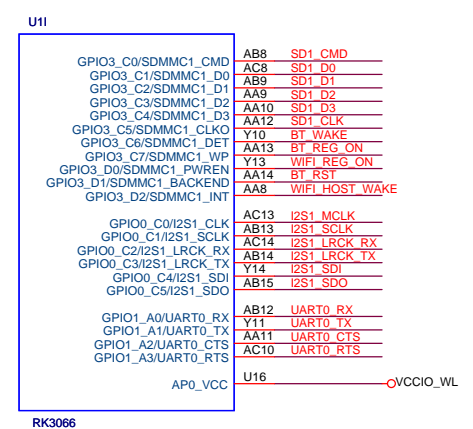 U1I
GPIO3_C0/SDMMC1_CMD AB8 SD1_CMD
GPIO3_C1/SDMMC1_D0 AC8 SD1_D0
GPIO3_C2/SDMMC1_D1 AB9 SD1_D1
GPIO3_C3/SDMMC1_D2 AA9 SD1_D2
GPIO3_C4/SDMMC1_D3 AA10 SD1_D3
GPIO3_C5/SDMMC1_CLKO AA12 SD1_CLK
GPIO3_C6/SDMMC1_DET Y10 BT_WAKE
GPIO3_C7/SDMMC1_WP AA13 BT_REG_ON
GPIO3_D0/SDMMC1_PWREN Y13 WIFI_REG_ON
GPIO3_D1/SDMMC1_BACKEND AA14 BT_RST
GPIO3_D2/SDMMC1_INT AA8 WIFI_HOST_WAKE
GPIO0_C0/I2S1_CLK AC13 I2S1_MCLK
GPIO0_C1/I2S1_SCLK AB13 I2S1_SCLK
GPIO0_C2/I2S1_LRCK_RX AC14 I2S1_LRCK_RX
GPIO0_C3/I2S1_LRCK_TX AB14 I2S1_LRCK_TX
GPIO0_C4/I2S1_SDI Y14 I2S1_SDI
GPIO0_C5/I2S1_SDO AB15 I2S1_SDO
GPIO1_A0/UART0_RX AB12 UART0_RX
GPIO1_A1/UART0_TX Y11 UART0_TX
GPIO1_A2/UART0_CTS AA11 UART0_CTS
GPIO1_A3/UART0_RTS AC10 UART0_RTS
AP0_VCC U16 VCCIO_WL
RK3066